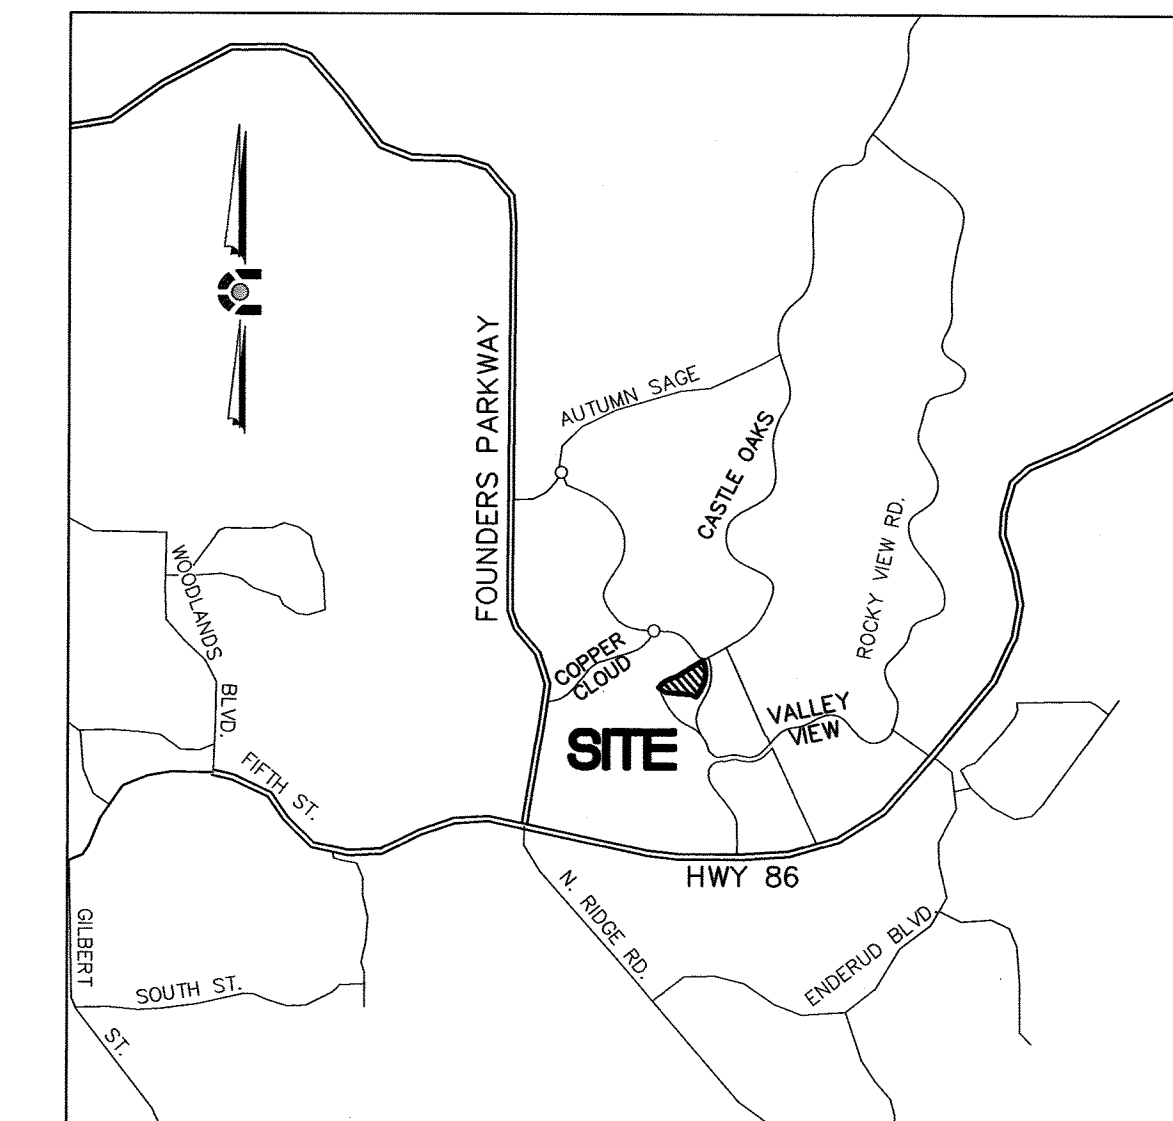 FOUNDERS PARKWAY
AUTUMN SAGE
CASTLE OAKS
ROCKY VIEW RD.
WOODLANDS
BLVD.
COPPER
CLOUD
VALLEY
VIEW
SITE
FIFTH ST.
HWY 86
N. RIDGE RD.
ENDERUD BLVD.
GILBERT
ST.
SOUTH ST.